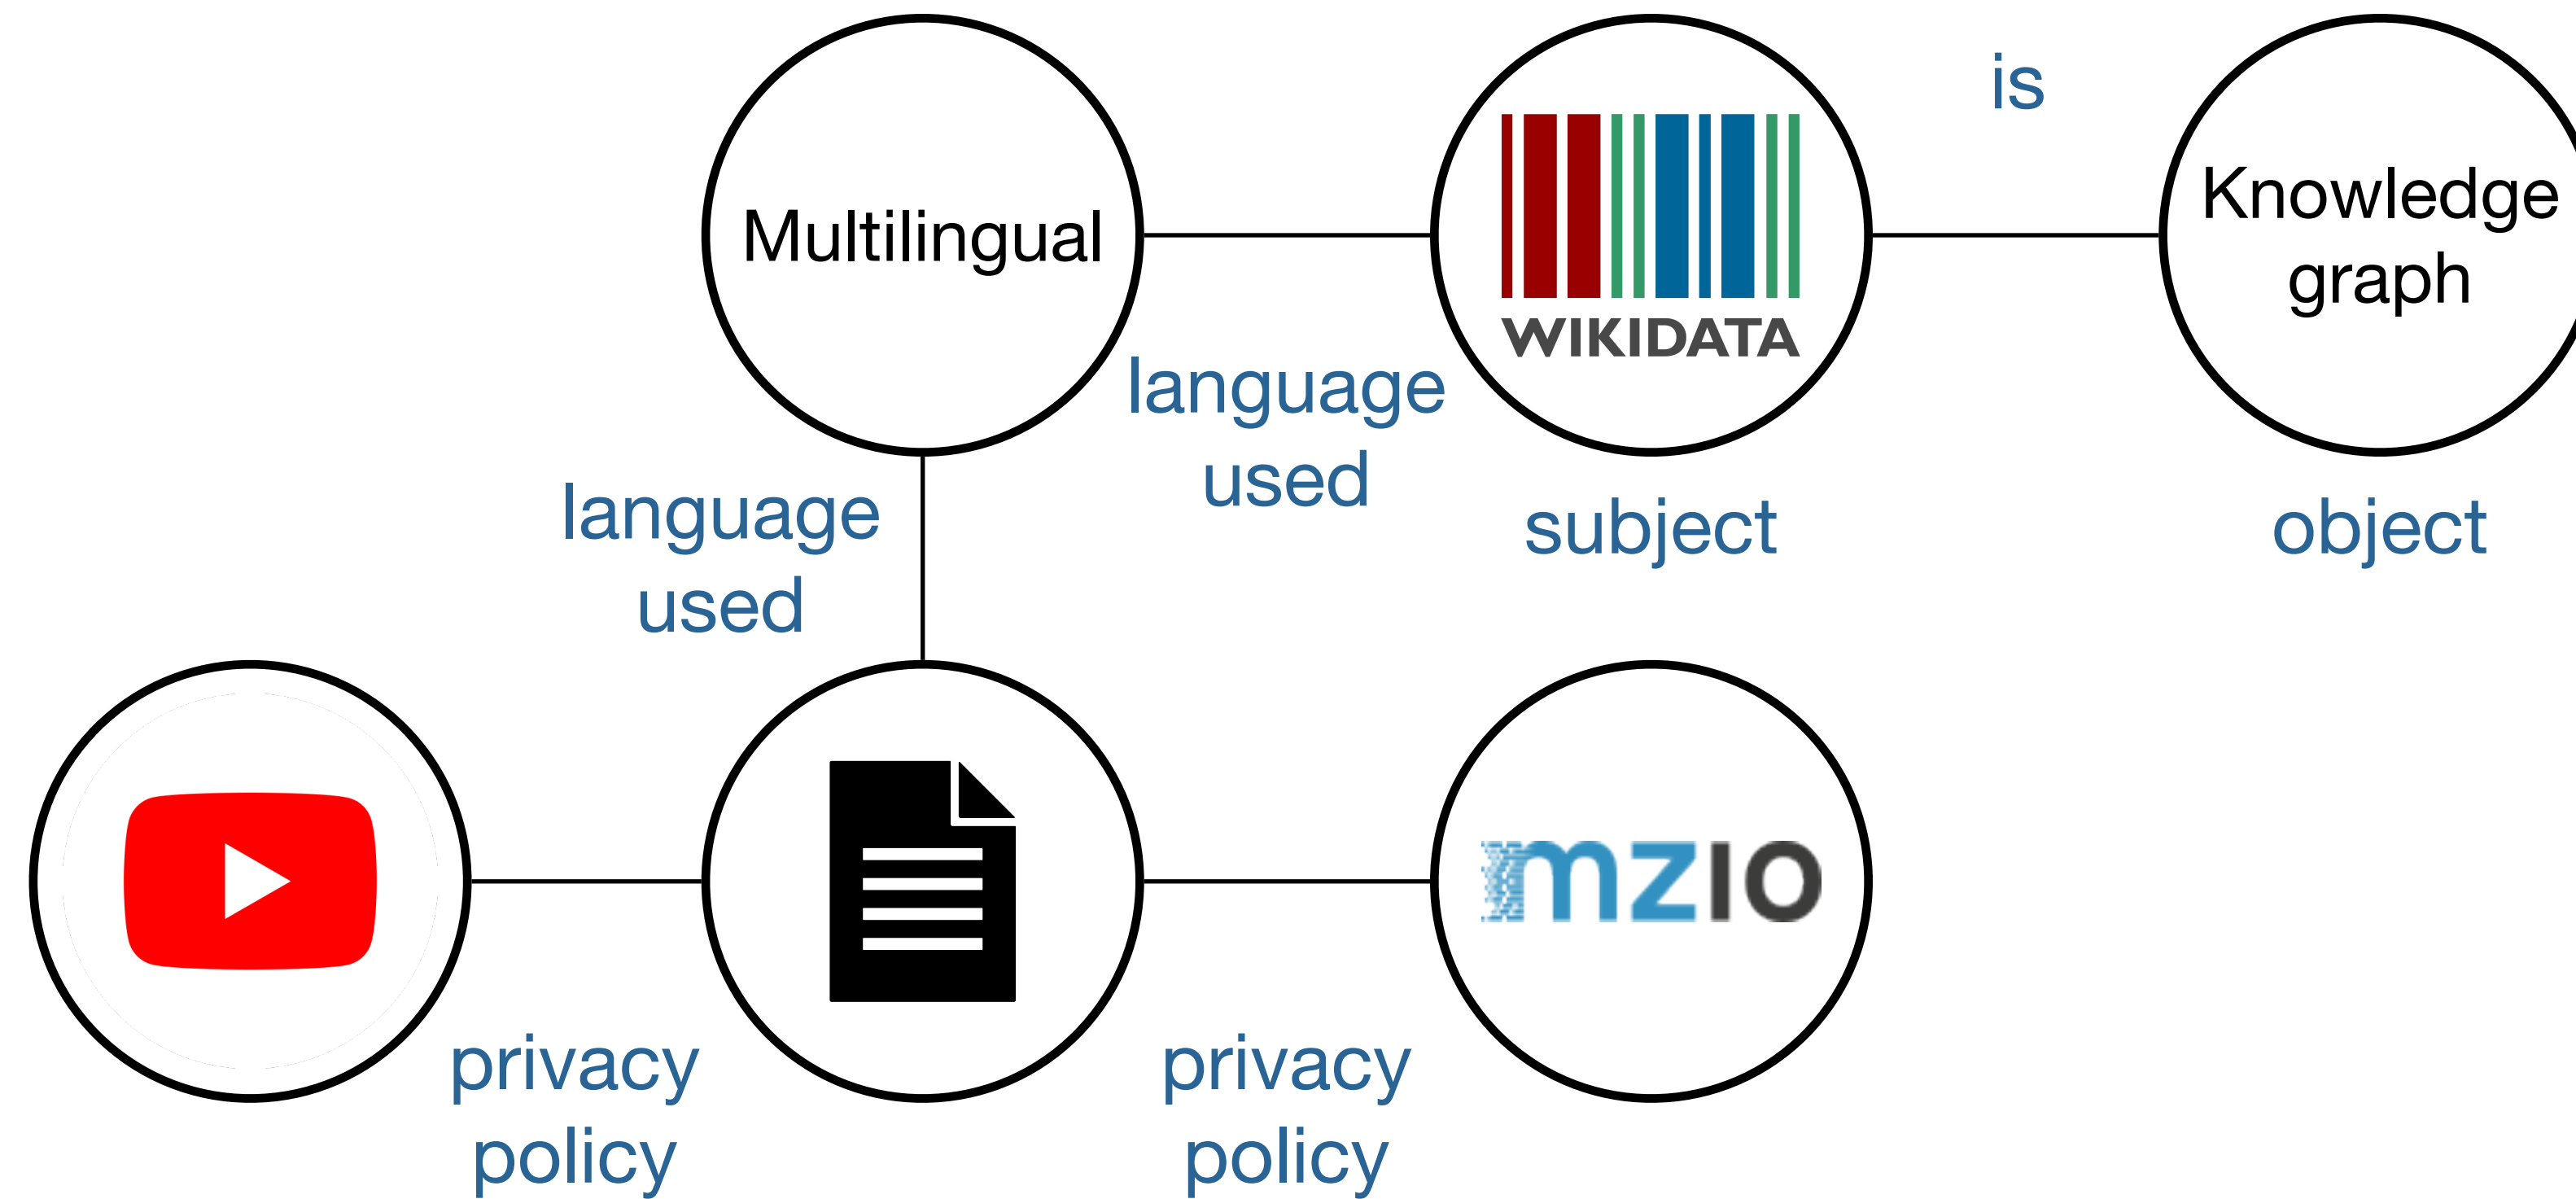 is
Multilingual
WIKIDATA
Knowledge
graph
language
used
subject
object
language
used
mzio
privacy
policy
privacy
policy